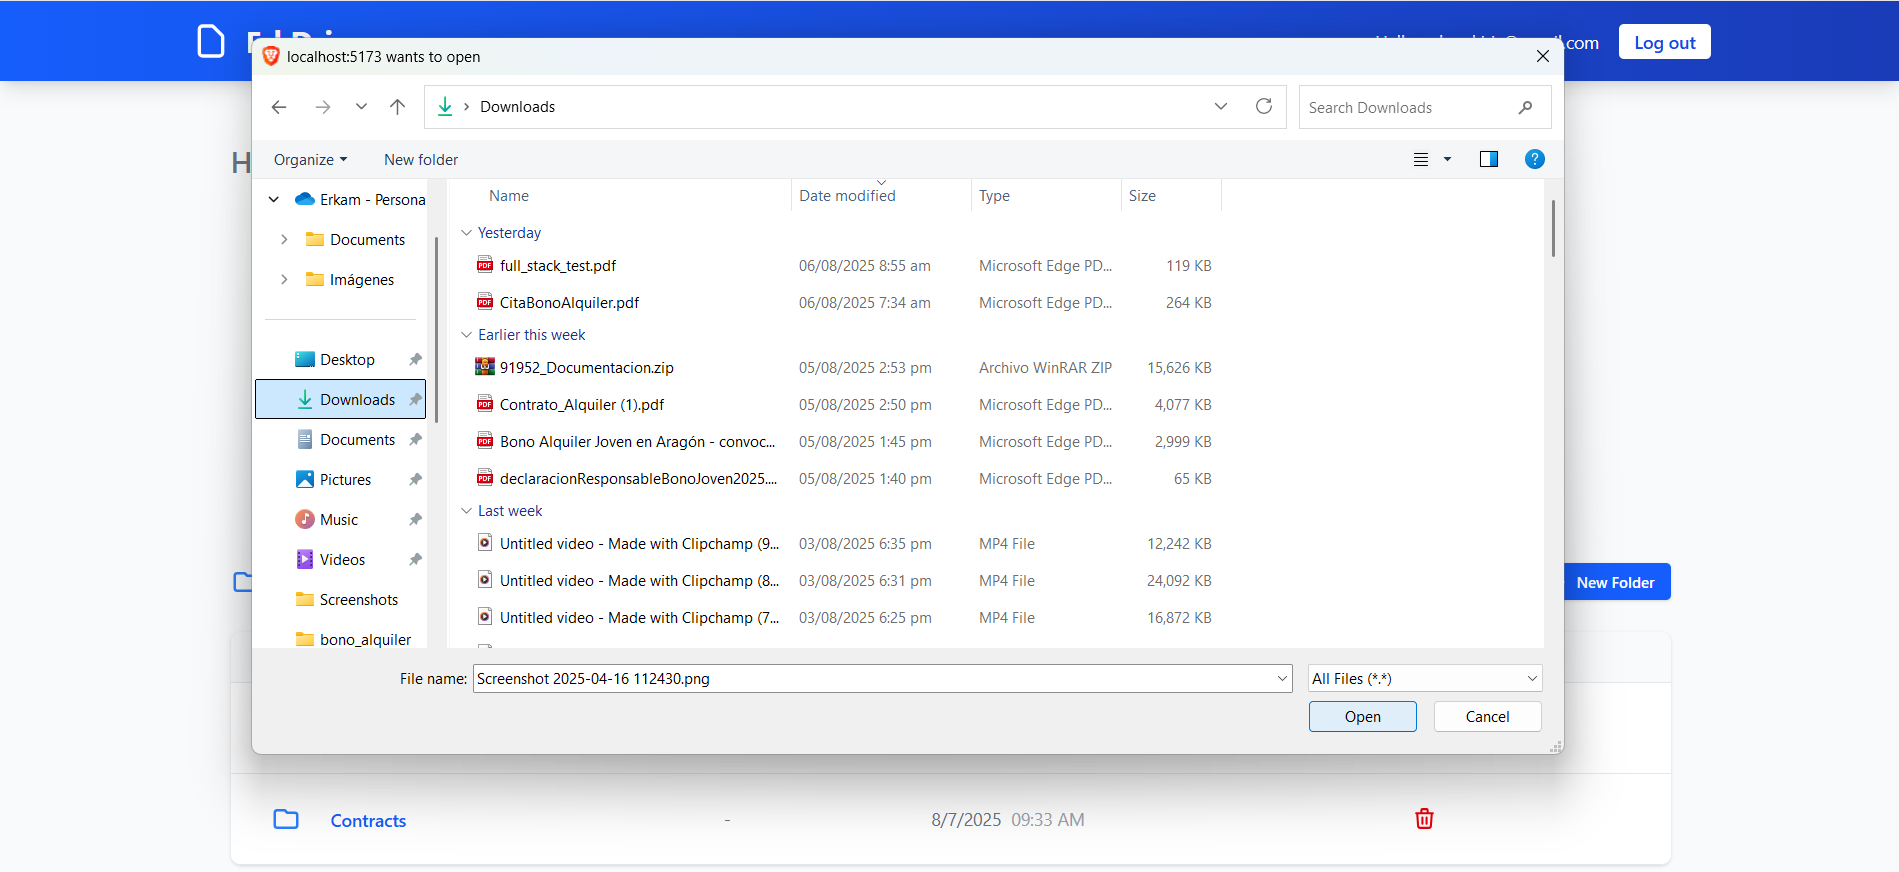 .com
Log out
localhost:5173 wants to open
Downloads
Search Downloads
Organize
New folder
H
Name
Date modified
Type
Size
Erkam - Persona
Documents
Imágenes
Desktop
Downloads
Documents
Pictures
Music
Videos
Screenshots
bono_alquiler
Yesterday
full_stack_test.pdf 06/08/2025 8:55 am Microsoft Edge PD... 119 KB
CitaBonoAlquiler.pdf 06/08/2025 7:34 am Microsoft Edge PD... 264 KB
Earlier this week
91952_Documentacion.zip 05/08/2025 2:53 pm Archivo WinRAR ZIP 15,626 KB
Contrato_Alquiler (1).pdf 05/08/2025 2:50 pm Microsoft Edge PD... 4,077 KB
Bono Alquiler Joven en Aragón - convoc... 05/08/2025 1:45 pm Microsoft Edge PD... 2,999 KB
declaracionResponsableBonoJoven2025.... 05/08/2025 1:40 pm Microsoft Edge PD... 65 KB
Last week
Untitled video - Made with Clipchamp (9... 03/08/2025 6:35 pm MP4 File 12,242 KB
Untitled video - Made with Clipchamp (8... 03/08/2025 6:31 pm MP4 File 24,092 KB
Untitled video - Made with Clipchamp (7... 03/08/2025 6:25 pm MP4 File 16,872 KB
New Folder
File name: Screenshot 2025-04-16 112430.png All Files (*.*)
Open
Cancel
Contracts - 8/7/2025 09:33 AM